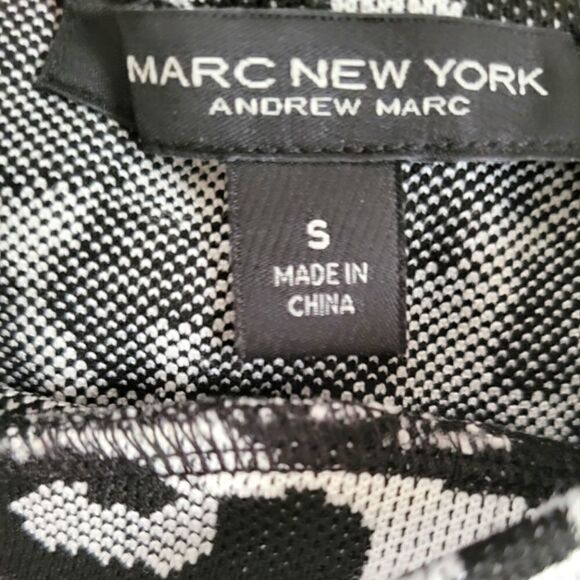 MARC NEW YORK
ANDREW MARC
S
MADE IN
CHINA